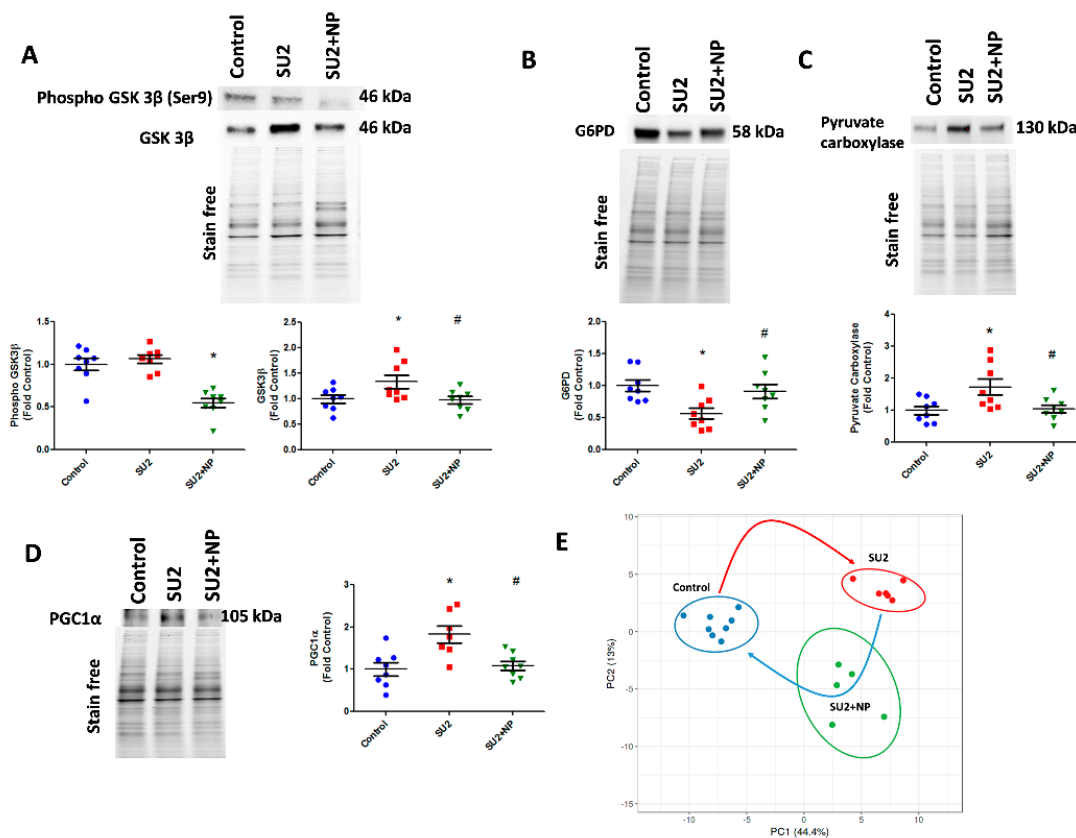 A
Control
SU2
SU2+NP
Phospho GSK 3β (Ser9)
46 kDa
GSK 3β
46 kDa
Stain free
B
Control
SU2
SU2+NP
G6PD
58 kDa
Stain free
C
Control
SU2
SU2+NP
Pyruvate
carboxylase
130 kDa
Stain free
Phospho GSK3β
(Fold Control)
1.5
1.0
0.5
0.0
*
Control
SU2
SU2+NP
GSK3β
(Fold Control)
2.5
2.0
1.5
1.0
0.5
0.0
*
#
Control
SU2
SU2+NP
G6PD
(Fold Control)
2.0
1.5
1.0
0.5
0.0
*
#
Control
SU2
SU2+NP
Pyruvate Carboxylase
(Fold Control)
4
3
2
1
0
*
#
Control
SU2
SU2+NP
D
Control
SU2
SU2+NP
PGC1α
105 kDa
Stain free
PGC1α
(Fold Control)
3
2
1
0
*
#
Control
SU2
SU2+NP
E
PC2 (13%)
10
5
0
-5
-10
-15
Control
SU2
SU2+NP
-10
-5
0
5
10
PC1 (44.4%)